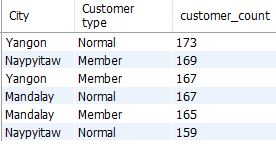 City Customer type customer_count
Yangon Normal 173
Naypyitaw Member 169
Yangon Member 167
Mandalay Normal 167
Mandalay Member 165
Naypyitaw Normal 159